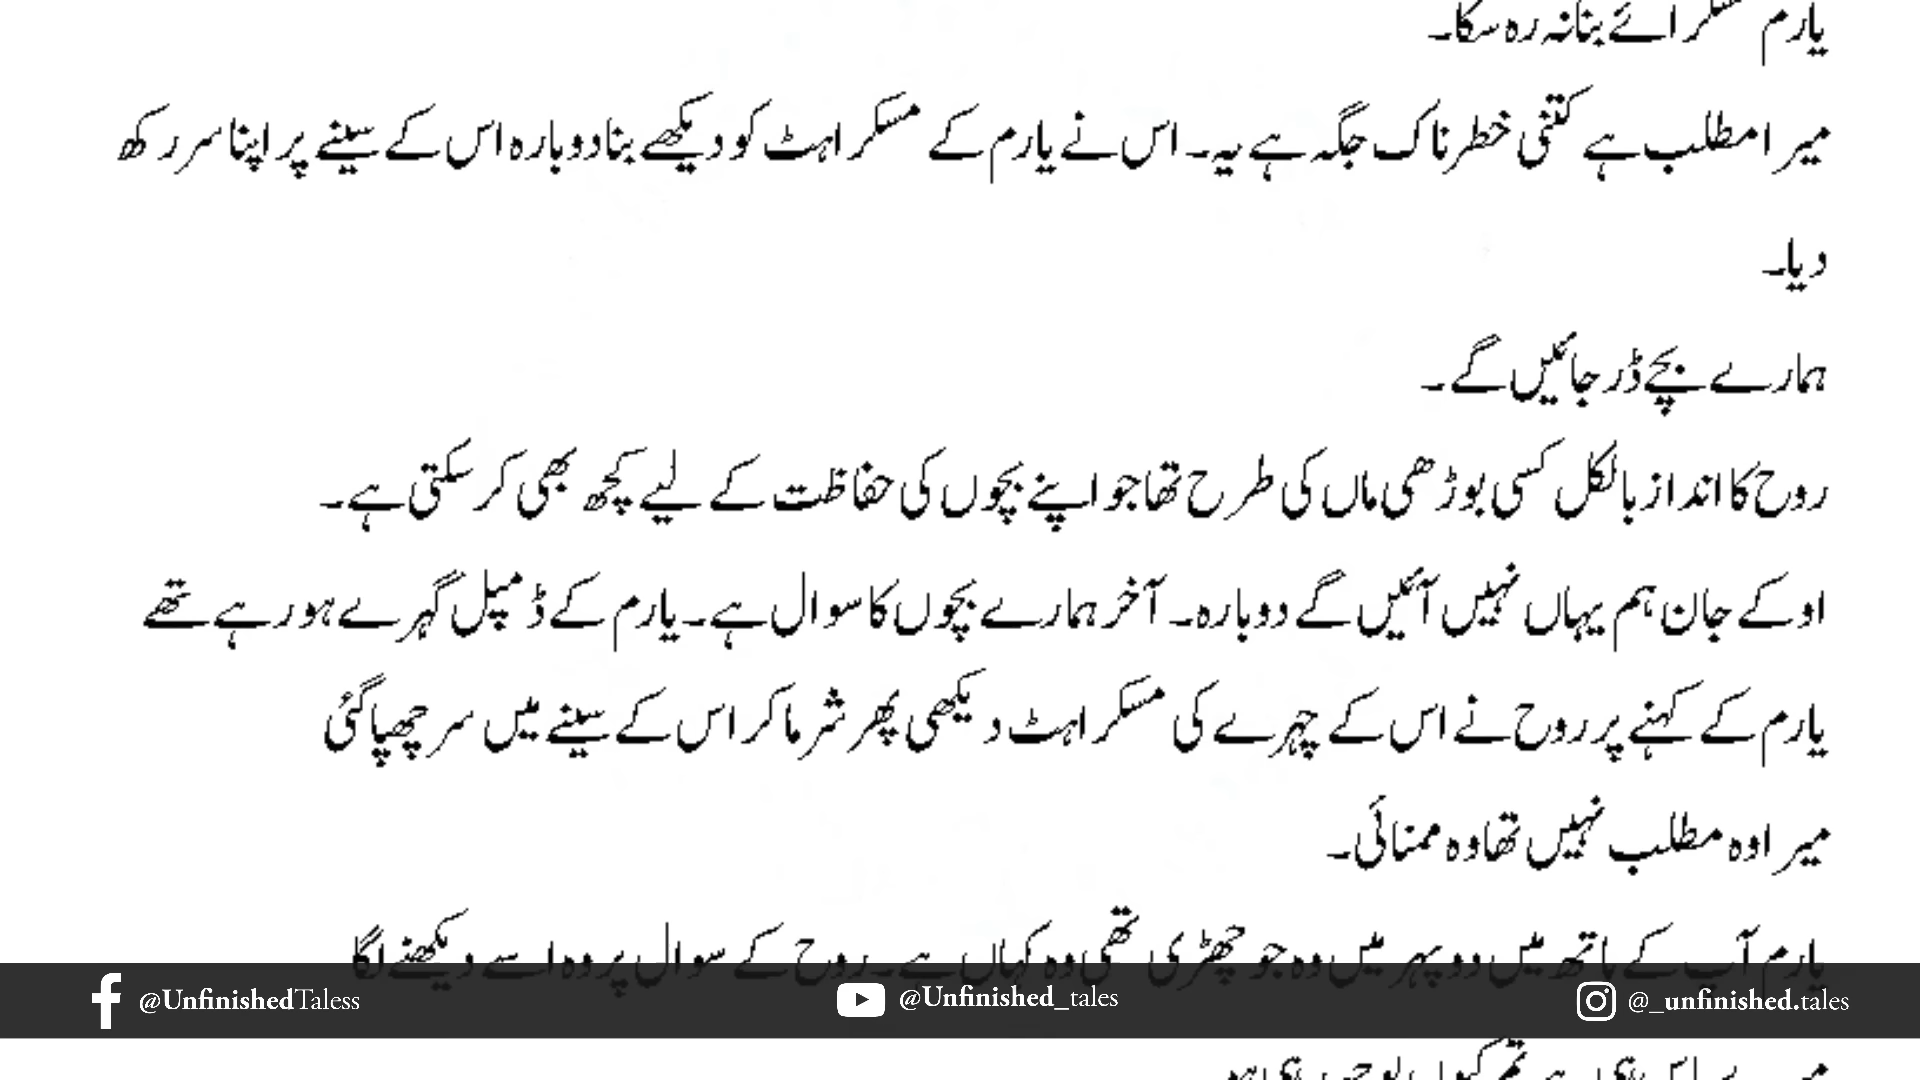 یارم مسکرائے بنا نہ رہ سکا۔
میرا مطلب ہے کتنی خطرناک جگہ ہے یہ۔ اس نے یارم کے مسکراہٹ کو دیکھے بنا دوبارہ اس کے سینے پر اپنا سر رکھ
دیا۔
ہمارے بچے ڈر جائیں گے۔
روح کا انداز بالکل کسی بوڑھی ماں کی طرح تھا جو اپنے بچوں کی حفاظت کے لیے کچھ بھی کر سکتی ہے۔
اوکے جان ہم یہاں نہیں آئیں گے دوبارہ۔ آخر ہمارے بچوں کا سوال ہے۔ یارم کے ڈمپل گہرے ہو رہے تھے
یارم کے کہنے پر روح نے اس کے چہرے کی مسکراہٹ دیکھی پھر شرما کر اس کے سینے میں سر چھپا گئی
میرا وہ مطلب نہیں تھا وہ ممنائی۔
یارم آپ کے ہاتھ میں دوپہر میں وہ جو چھڑی تھی وہ کہاں ہے۔ روح کے سوال پر وہ اسے دیکھنے لگا
@UnfinishedTaless @Unfinished_tales @_unfinished.tales